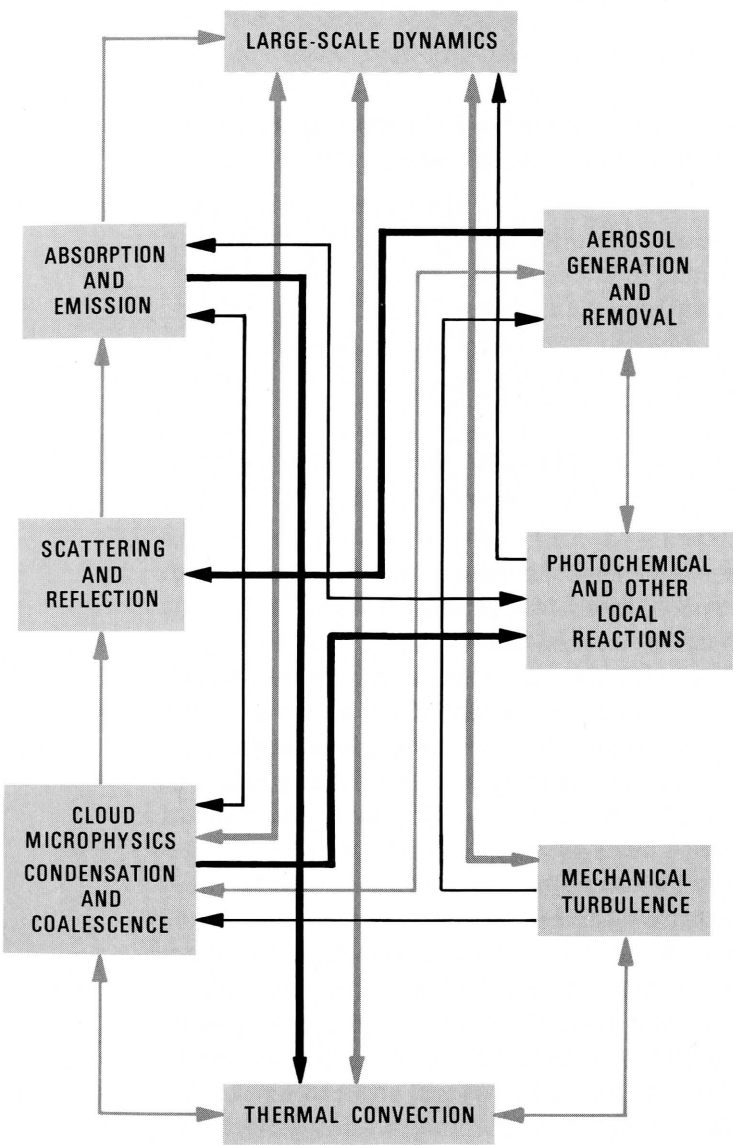 LARGE-SCALE DYNAMICS
ABSORPTION
AND
EMISSION
AEROSOL
GENERATION
AND
REMOVAL
SCATTERING
AND
REFLECTION
PHOTOCHEMICAL
AND OTHER
LOCAL
REACTIONS
CLOUD
MICROPHYSICS
CONDENSATION
AND
COALESCENCE
MECHANICAL
TURBULENCE
THERMAL CONVECTION